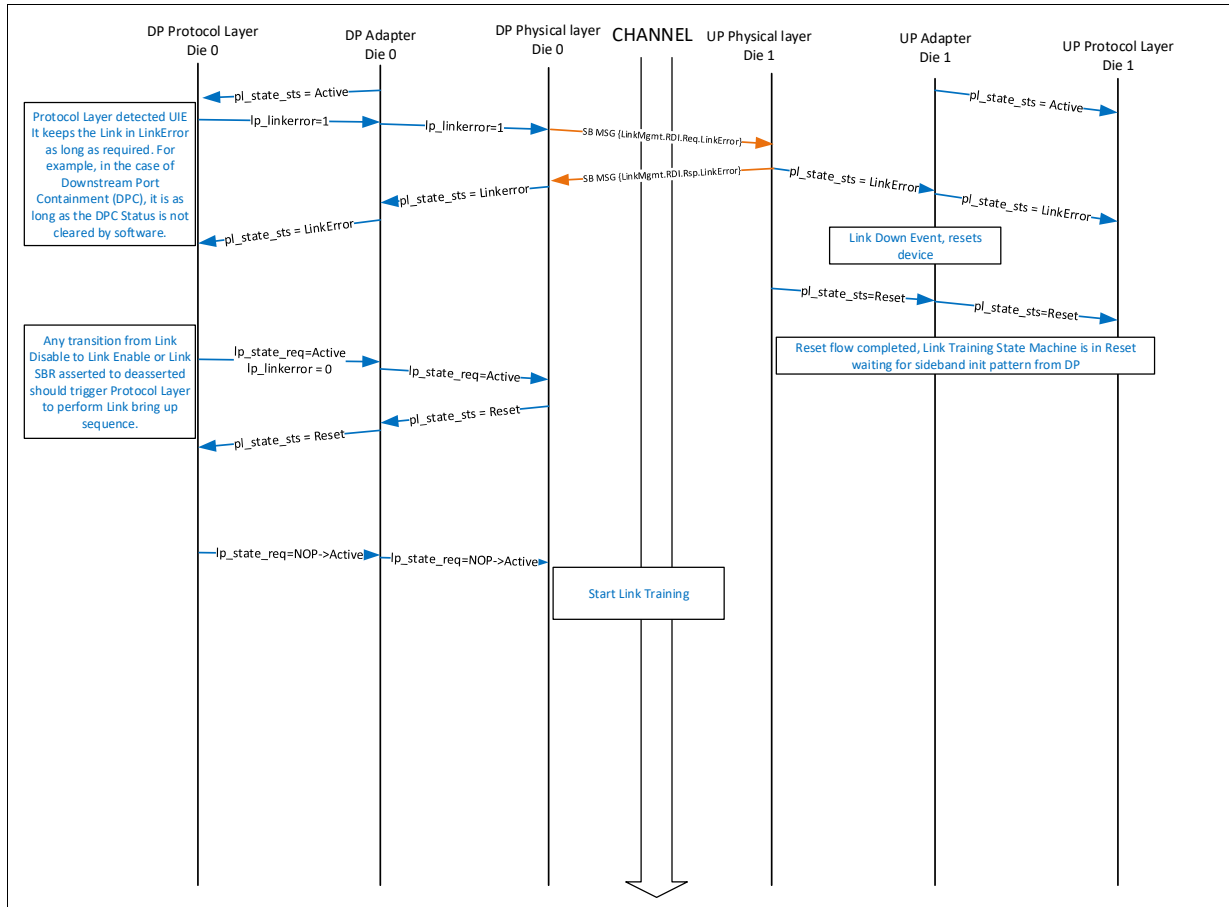 DP Protocol Layer
Die 0
DP Adapter
Die 0
DP Physical layer
Die 0
CHANNEL
UP Physical layer
Die 1
UP Adapter
Die 1
UP Protocol Layer
Die 1
pl_state_sts = Active
pl_state_sts = Active
Protocol Layer detected UIE
It keeps the Link in LinkError
as long as required. For
example, in the case of
Downstream Port
Containment (DPC), it is as
long as the DPC Status is not
cleared by software.
lp_linkerror=1
lp_linkerror=1
SB MSG {LinkMgmt.RDI.Req.LinkError}
SB MSG {LinkMgmt.RDI.Rsp.LinkError}
pl_state_sts = Linkerror
pl_state_sts = LinkError
pl_state_sts = LinkError
pl_state_sts = LinkError
Link Down Event, resets
device
pl_state_sts=Reset
pl_state_sts=Reset
Any transition from Link
Disable to Link Enable or Link
SBR asserted to deasserted
should trigger Protocol Layer
to perform Link bring up
sequence.
lp_state_req=Active
lp_linkerror = 0
lp_state_req=Active
Reset flow completed, Link Training State Machine is in Reset
waiting for sideband init pattern from DP
pl_state_sts = Reset
pl_state_sts = Reset
lp_state_req=NOP->Active
lp_state_req=NOP->Active
Start Link Training